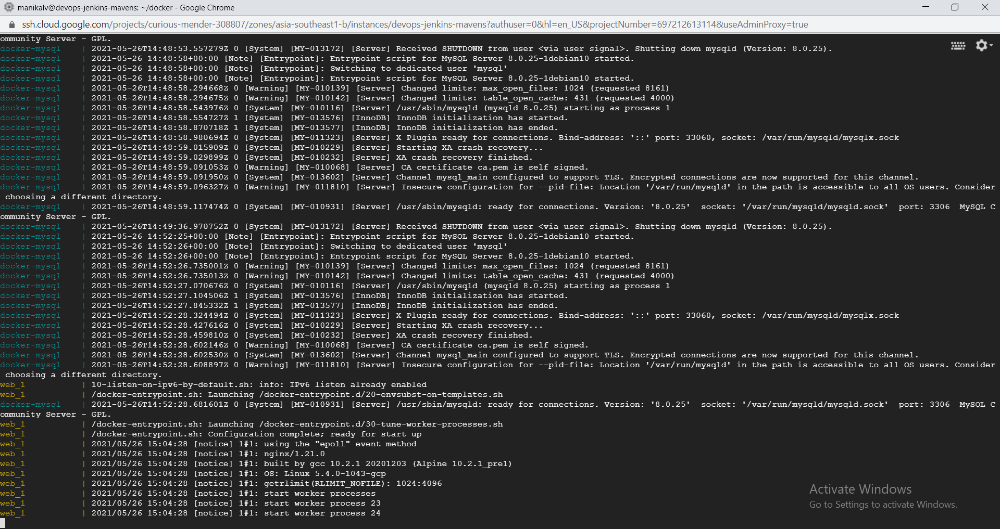 manikalv@devops-jenkins-mavens: ~/docker - Google Chrome
ssh.cloud.google.com/projects/curious-mender-308807/zones/asia-southeast1-b/instances/devops-jenkins-mavens?authuser=0&hl=en_US&projectNumber=697212613114&useAdminProxy=true
ommunity Server - GPL.
docker-mysql | 2021-05-26T14:48:53.557279Z 0 [System] [MY-013172] [Server] Received SHUTDOWN from user <via user signal>. Shutting down mysqld (Version: 8.0.25).
docker-mysql | 2021-05-26 14:48:58+00:00 [Note] [Entrypoint]: Entrypoint script for MySQL Server 8.0.25-1debian10 started.
docker-mysql | 2021-05-26 14:48:58+00:00 [Note] [Entrypoint]: Switching to dedicated user 'mysql'
docker-mysql | 2021-05-26 14:48:58+00:00 [Note] [Entrypoint]: Entrypoint script for MySQL Server 8.0.25-1debian10 started.
docker-mysql | 2021-05-26T14:48:58.294668Z 0 [Warning] [MY-010139] [Server] Changed limits: max_open_files: 1024 (requested 8161)
docker-mysql | 2021-05-26T14:48:58.294675Z 0 [Warning] [MY-010142] [Server] Changed limits: table_open_cache: 431 (requested 4000)
docker-mysql | 2021-05-26T14:48:58.543976Z 0 [System] [MY-010116] [Server] /usr/sbin/mysqld (mysqld 8.0.25) starting as process 1
docker-mysql | 2021-05-26T14:48:58.554727Z 1 [System] [MY-013576] [InnoDB] InnoDB initialization has started.
docker-mysql | 2021-05-26T14:48:58.870718Z 1 [System] [MY-013577] [InnoDB] InnoDB initialization has ended.
docker-mysql | 2021-05-26T14:48:58.980694Z 0 [System] [MY-011323] [Server] X Plugin ready for connections. Bind-address: '::' port: 33060, socket: /var/run/mysqld/mysqlx.sock
docker-mysql | 2021-05-26T14:48:59.015909Z 0 [System] [MY-010229] [Server] Starting XA crash recovery...
docker-mysql | 2021-05-26T14:48:59.029899Z 0 [System] [MY-010232] [Server] XA crash recovery finished.
docker-mysql | 2021-05-26T14:48:59.091053Z 0 [Warning] [MY-010068] [Server] CA certificate ca.pem is self signed.
docker-mysql | 2021-05-26T14:48:59.091950Z 0 [System] [MY-013602] [Server] Channel mysql_main configured to support TLS. Encrypted connections are now supported for this channel.
docker-mysql | 2021-05-26T14:48:59.096327Z 0 [Warning] [MY-011810] [Server] Insecure configuration for --pid-file: Location '/var/run/mysqld' in the path is accessible to all OS users. Consider
choosing a different directory.
docker-mysql | 2021-05-26T14:48:59.117474Z 0 [System] [MY-010931] [Server] /usr/sbin/mysqld: ready for connections. Version: '8.0.25' socket: '/var/run/mysqld/mysqld.sock' port: 3306 MySQL C
ommunity Server - GPL.
docker-mysql | 2021-05-26T14:49:36.970752Z 0 [System] [MY-013172] [Server] Received SHUTDOWN from user <via user signal>. Shutting down mysqld (Version: 8.0.25).
docker-mysql | 2021-05-26 14:52:25+00:00 [Note] [Entrypoint]: Entrypoint script for MySQL Server 8.0.25-1debian10 started.
docker-mysql | 2021-05-26 14:52:26+00:00 [Note] [Entrypoint]: Switching to dedicated user 'mysql'
docker-mysql | 2021-05-26 14:52:26+00:00 [Note] [Entrypoint]: Entrypoint script for MySQL Server 8.0.25-1debian10 started.
docker-mysql | 2021-05-26T14:52:26.735001Z 0 [Warning] [MY-010139] [Server] Changed limits: max_open_files: 1024 (requested 8161)
docker-mysql | 2021-05-26T14:52:26.735013Z 0 [Warning] [MY-010142] [Server] Changed limits: table_open_cache: 431 (requested 4000)
docker-mysql | 2021-05-26T14:52:27.070676Z 0 [System] [MY-010116] [Server] /usr/sbin/mysqld (mysqld 8.0.25) starting as process 1
docker-mysql | 2021-05-26T14:52:27.104506Z 1 [System] [MY-013576] [InnoDB] InnoDB initialization has started.
docker-mysql | 2021-05-26T14:52:27.845332Z 1 [System] [MY-013577] [InnoDB] InnoDB initialization has ended.
docker-mysql | 2021-05-26T14:52:28.324494Z 0 [System] [MY-011323] [Server] X Plugin ready for connections. Bind-address: '::' port: 33060, socket: /var/run/mysqld/mysqlx.sock
docker-mysql | 2021-05-26T14:52:28.427616Z 0 [System] [MY-010229] [Server] Starting XA crash recovery...
docker-mysql | 2021-05-26T14:52:28.459810Z 0 [System] [MY-010232] [Server] XA crash recovery finished.
docker-mysql | 2021-05-26T14:52:28.602146Z 0 [Warning] [MY-010068] [Server] CA certificate ca.pem is self signed.
docker-mysql | 2021-05-26T14:52:28.602530Z 0 [System] [MY-013602] [Server] Channel mysql_main configured to support TLS. Encrypted connections are now supported for this channel.
docker-mysql | 2021-05-26T14:52:28.608897Z 0 [Warning] [MY-011810] [Server] Insecure configuration for --pid-file: Location '/var/run/mysqld' in the path is accessible to all OS users. Consider
choosing a different directory.
web_1 | 10-listen-on-ipv6-by-default.sh: info: IPv6 listen already enabled
web_1 | /docker-entrypoint.sh: Launching /docker-entrypoint.d/20-envsubst-on-templates.sh
docker-mysql | 2021-05-26T14:52:28.681601Z 0 [System] [MY-010931] [Server] /usr/sbin/mysqld: ready for connections. Version: '8.0.25' socket: '/var/run/mysqld/mysqld.sock' port: 3306 MySQL C
ommunity Server - GPL.
web_1 | /docker-entrypoint.sh: Launching /docker-entrypoint.d/30-tune-worker-processes.sh
web_1 | /docker-entrypoint.sh: Configuration complete; ready for start up
web_1 | 2021/05/26 15:04:28 [notice] 1#1: using the "epoll" event method
web_1 | 2021/05/26 15:04:28 [notice] 1#1: nginx/1.21.0
web_1 | 2021/05/26 15:04:28 [notice] 1#1: built by gcc 10.2.1 20201203 (Alpine 10.2.1_pre1)
web_1 | 2021/05/26 15:04:28 [notice] 1#1: OS: Linux 5.4.0-1043-gcp
web_1 | 2021/05/26 15:04:28 [notice] 1#1: getrlimit(RLIMIT_NOFILE): 1024:4096
web_1 | 2021/05/26 15:04:28 [notice] 1#1: start worker processes
web_1 | 2021/05/26 15:04:28 [notice] 1#1: start worker process 23
web_1 | 2021/05/26 15:04:28 [notice] 1#1: start worker process 24
Activate Windows
Go to Settings to activate Windows.